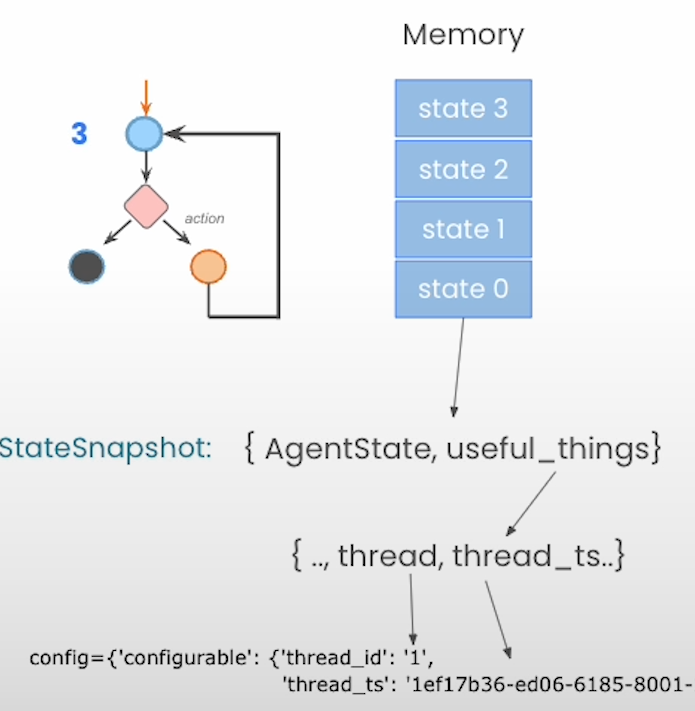 Memory
3
state 3
state 2
action
state 1
state 0
StateSnapshot: { AgentState, useful_things}
{ .., thread, thread_ts..}
config={'configurable': {'thread_id': '1',
'thread_ts': '1ef17b36-ed06-6185-8001-